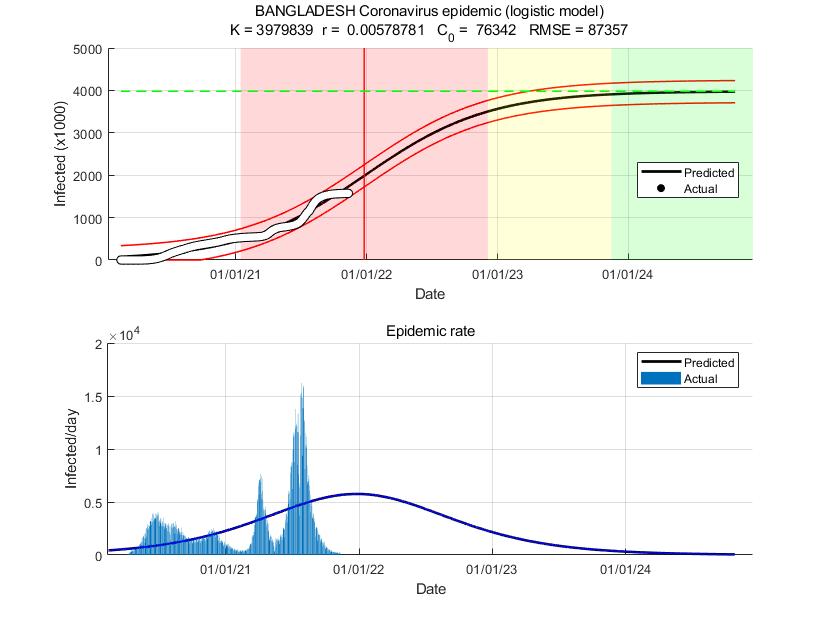 BANGLADESH Coronavirus epidemic (logistic model)
K = 3979839 r = 0.00578781 C0 = 76342 RMSE = 87357
5000
4000
3000
2000
1000
0
Infected (x1000)
Predicted
Actual
01/01/21 01/01/22 01/01/23 01/01/24
Date
Epidemic rate
×10^4
2
1.5
1
0.5
0
Infected/day
Predicted
Actual
01/01/21 01/01/22 01/01/23 01/01/24
Date